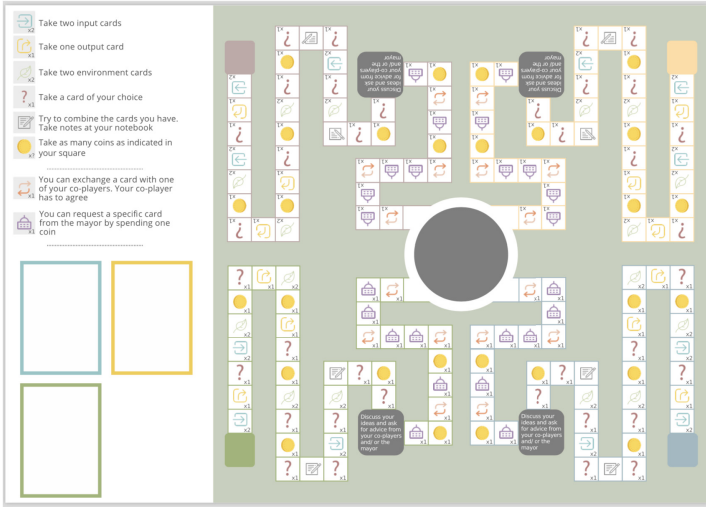 Take two input cards
x2
Take one output card
x1
Take two environment cards
x2
Take a card of your choice
x1
Try to combine the cards you have.
Take notes at your notebook
Take as many coins as indicated in
your square
x?
You can exchange a card with one
of your co-players. Your co-player
has to agree
x1
You can request a specific card
from the mayor by spending one
coin
x1
Discuss your
ideas and ask
for advice from
your co-players
and/ or the
mayor
Discuss your
ideas and ask
for advice from
your co-players
and/ or the
mayor
Discuss your
ideas and ask
for advice from
your co-players
and/ or the
mayor
Discuss your
ideas and ask
for advice from
your co-players
and/ or the
mayor